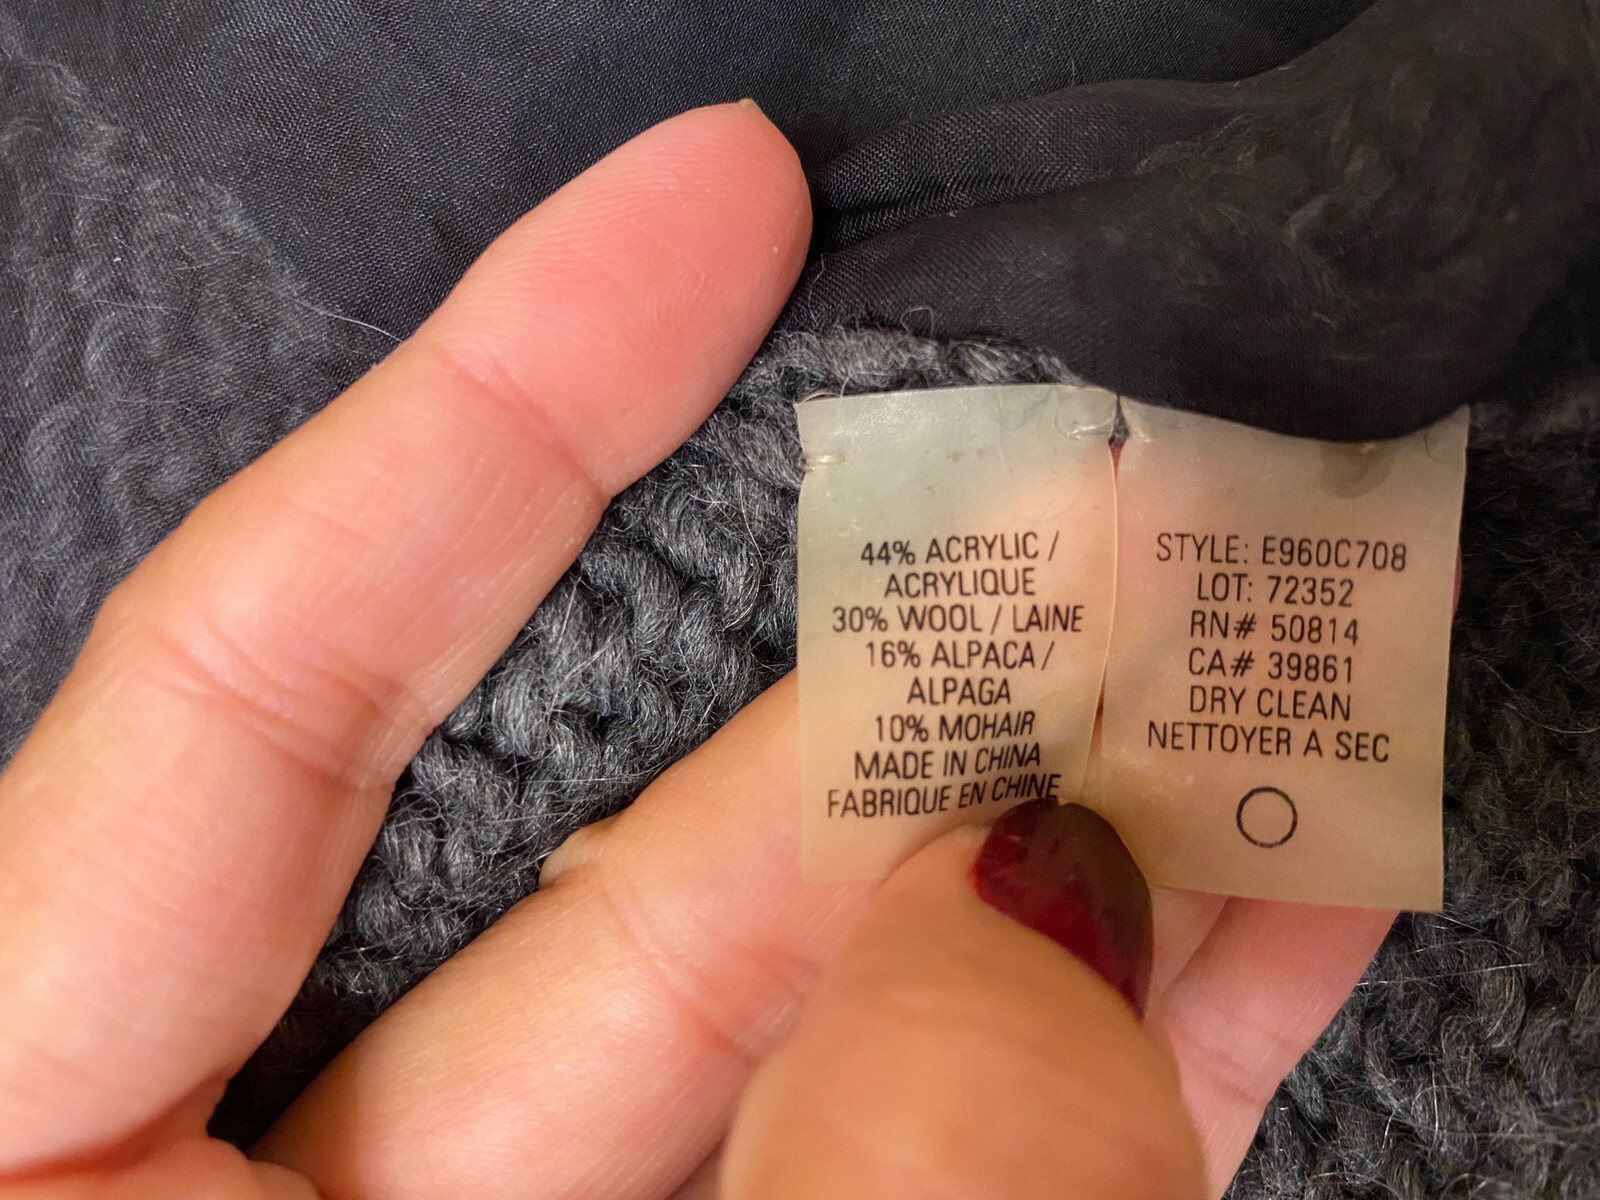 44% ACRYLIC /
ACRYLIQUE
30% WOOL / LAINE
16% ALPACA /
ALPAGA
10% MOHAIR
MADE IN CHINA
FABRIQUE EN CHINE
STYLE: E960C708
LOT: 72352
RN# 50814
CA# 39861
DRY CLEAN
NETTOYER A SEC